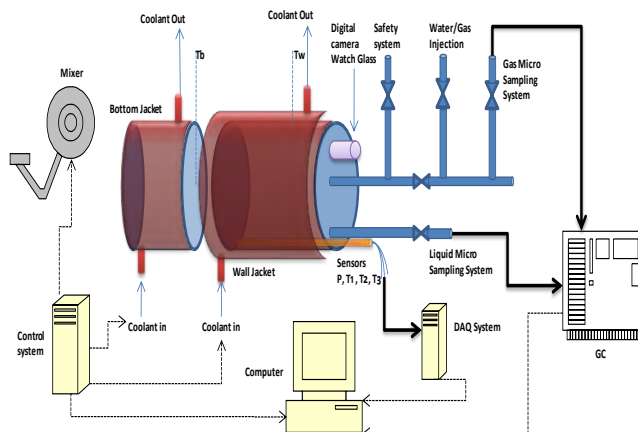 Coolant Out
Coolant Out
Digital
camera
Watch Glass
Safety
system
Water/Gas
Injection
Gas Micro
Sampling
System
Tb
Tw
Mixer
Bottom Jacket
Wall Jacket
Sensors
P, T1, T2, T3
Liquid Micro
Sampling System
Control
system
Coolant in
Coolant in
DAQ System
Computer
GC